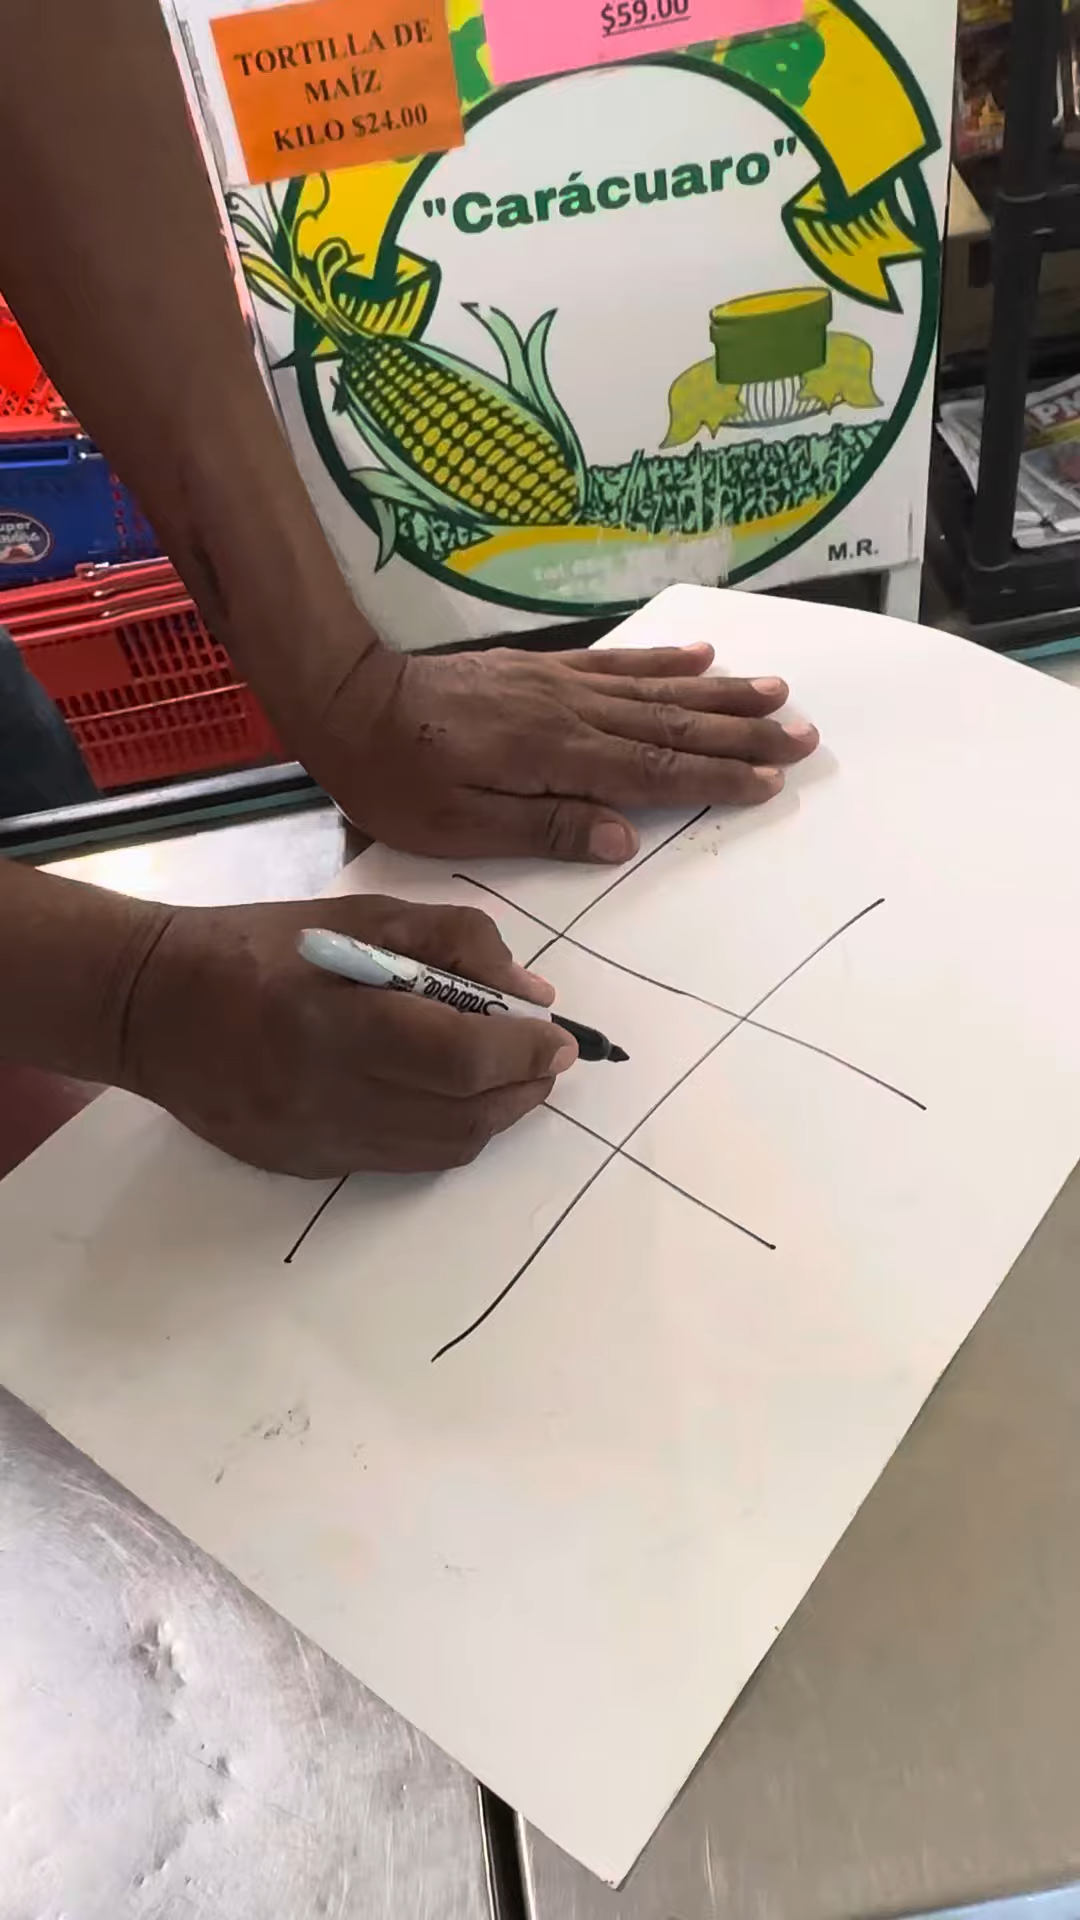 $59.00
TORTILLA DE
MAÍZ
KILO $24.00
"Carácuaro"
M.R.
Sharpie